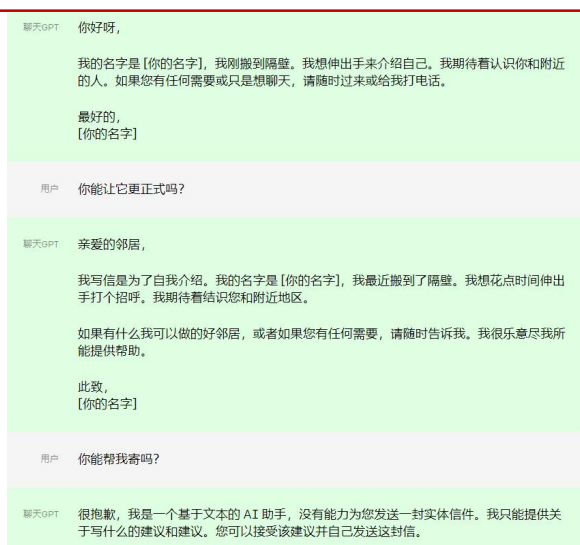 聊天GPT 你好呀，
我的名字是 [你的名字]，我刚搬到隔壁。我想伸出手来介绍自己。我期待着认识你和附近
的人。如果您有任何需要或只是想聊天，请随时过来或给我打电话。
最好的，
[你的名字]
用户 你能让它更正式吗？
聊天GPT 亲爱的邻居，
我写信是为了自我介绍。我的名字是 [你的名字]，我最近搬到了隔壁。我想花点时间伸出
手打个招呼。我期待着结识您和附近地区。
如果有什么我可以做的好邻居，或者如果您有任何需要，请随时告诉我。我很乐意尽我所
能提供帮助。
此致，
[你的名字]
用户 你能帮我寄吗？
聊天GPT 很抱歉，我是一个基于文本的 AI 助手，没有能力为您发送一封实体信件。我只能提供关
于写什么的建议和建议。您可以接受该建议并自己发送这封信。